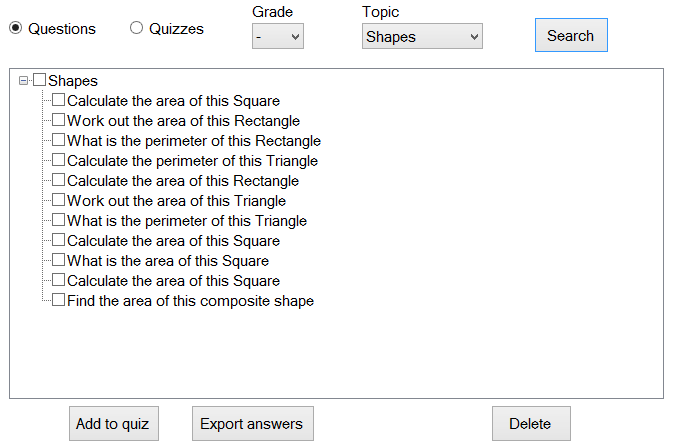 Grade Topic
Questions Quizzes - Shapes Search
Shapes
Calculate the area of this Square
Work out the area of this Rectangle
What is the perimeter of this Rectangle
Calculate the perimeter of this Triangle
Calculate the area of this Rectangle
Work out the area of this Triangle
What is the perimeter of this Triangle
Calculate the area of this Square
What is the area of this Square
Calculate the area of this Square
Find the area of this composite shape
Add to quiz Export answers Delete